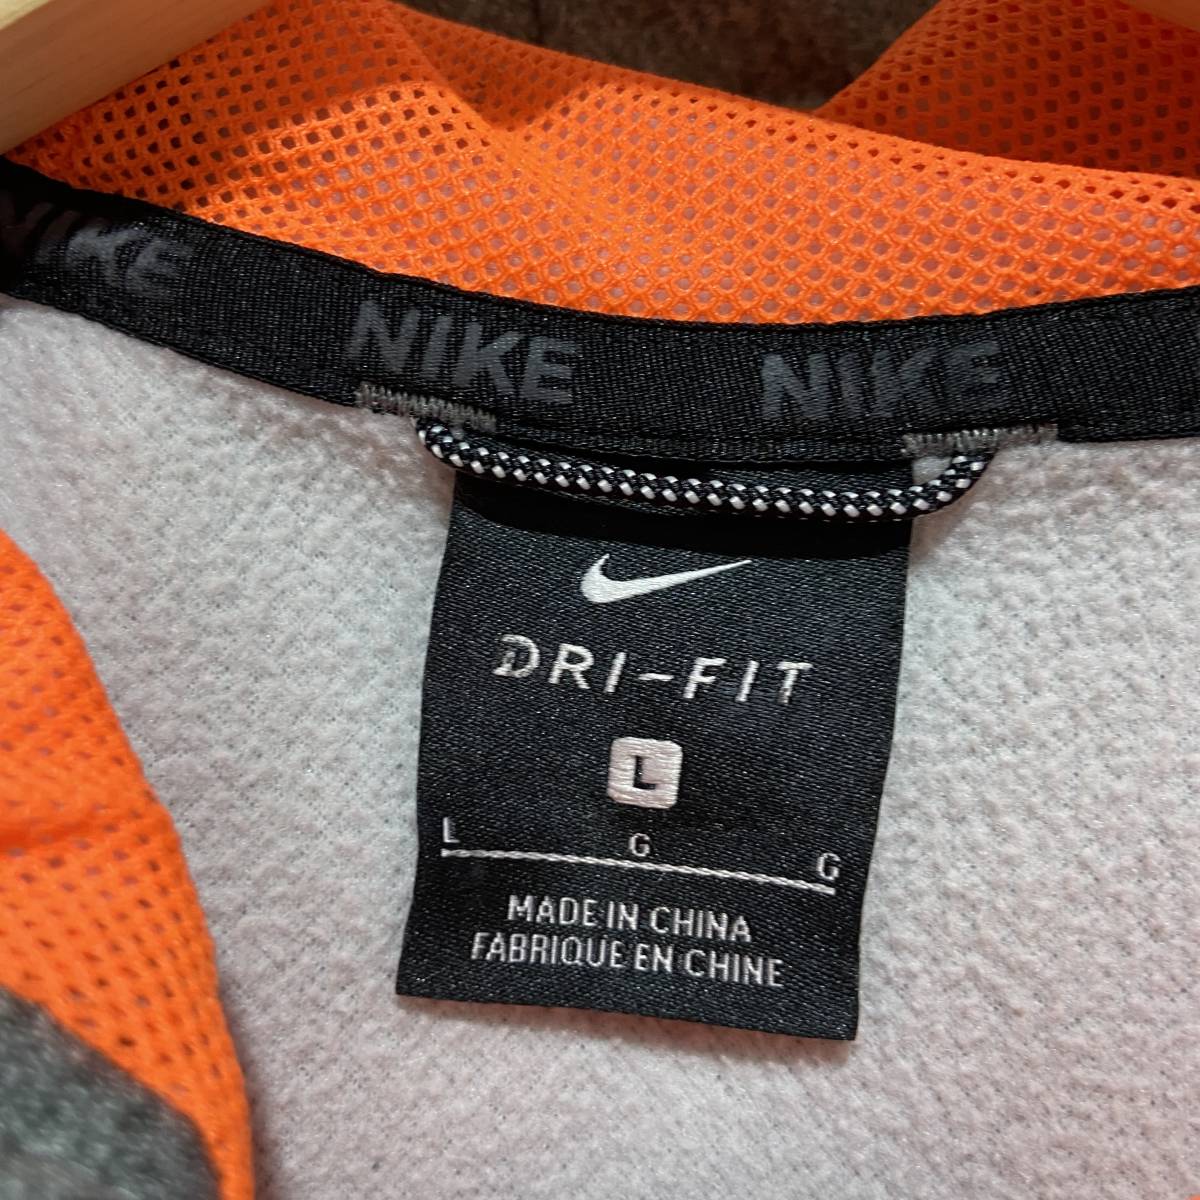 NIKE NIKE NIKE
DRI-FIT
L
L G G
MADE IN CHINA
FABRIQUE EN CHINE